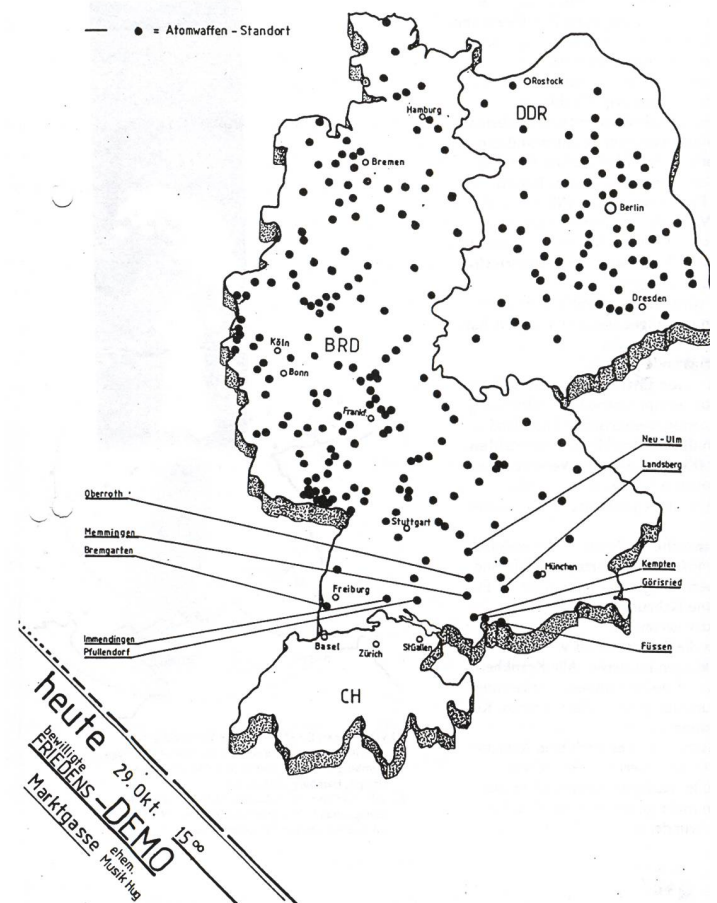 = Atomwaffen - Standort
Rostock
DDR
Hamburg
Bremen
Berlin
Dresden
Köln
BRD
Bonn
Frankf.
Neu - Ulm
Landsberg
Oberroth
Stuttgart
Memmingen
Bremgarten
München
Kempten
Görisried
Freiburg
Immendingen
Pfullendorf
Füssen
Basel
Zürich
St.Gallen
CH
heute 29. Okt. 15⁰⁰
bewilligte
FRIEDENS-DEMO
Marktgasse ehem.
Musik Hug